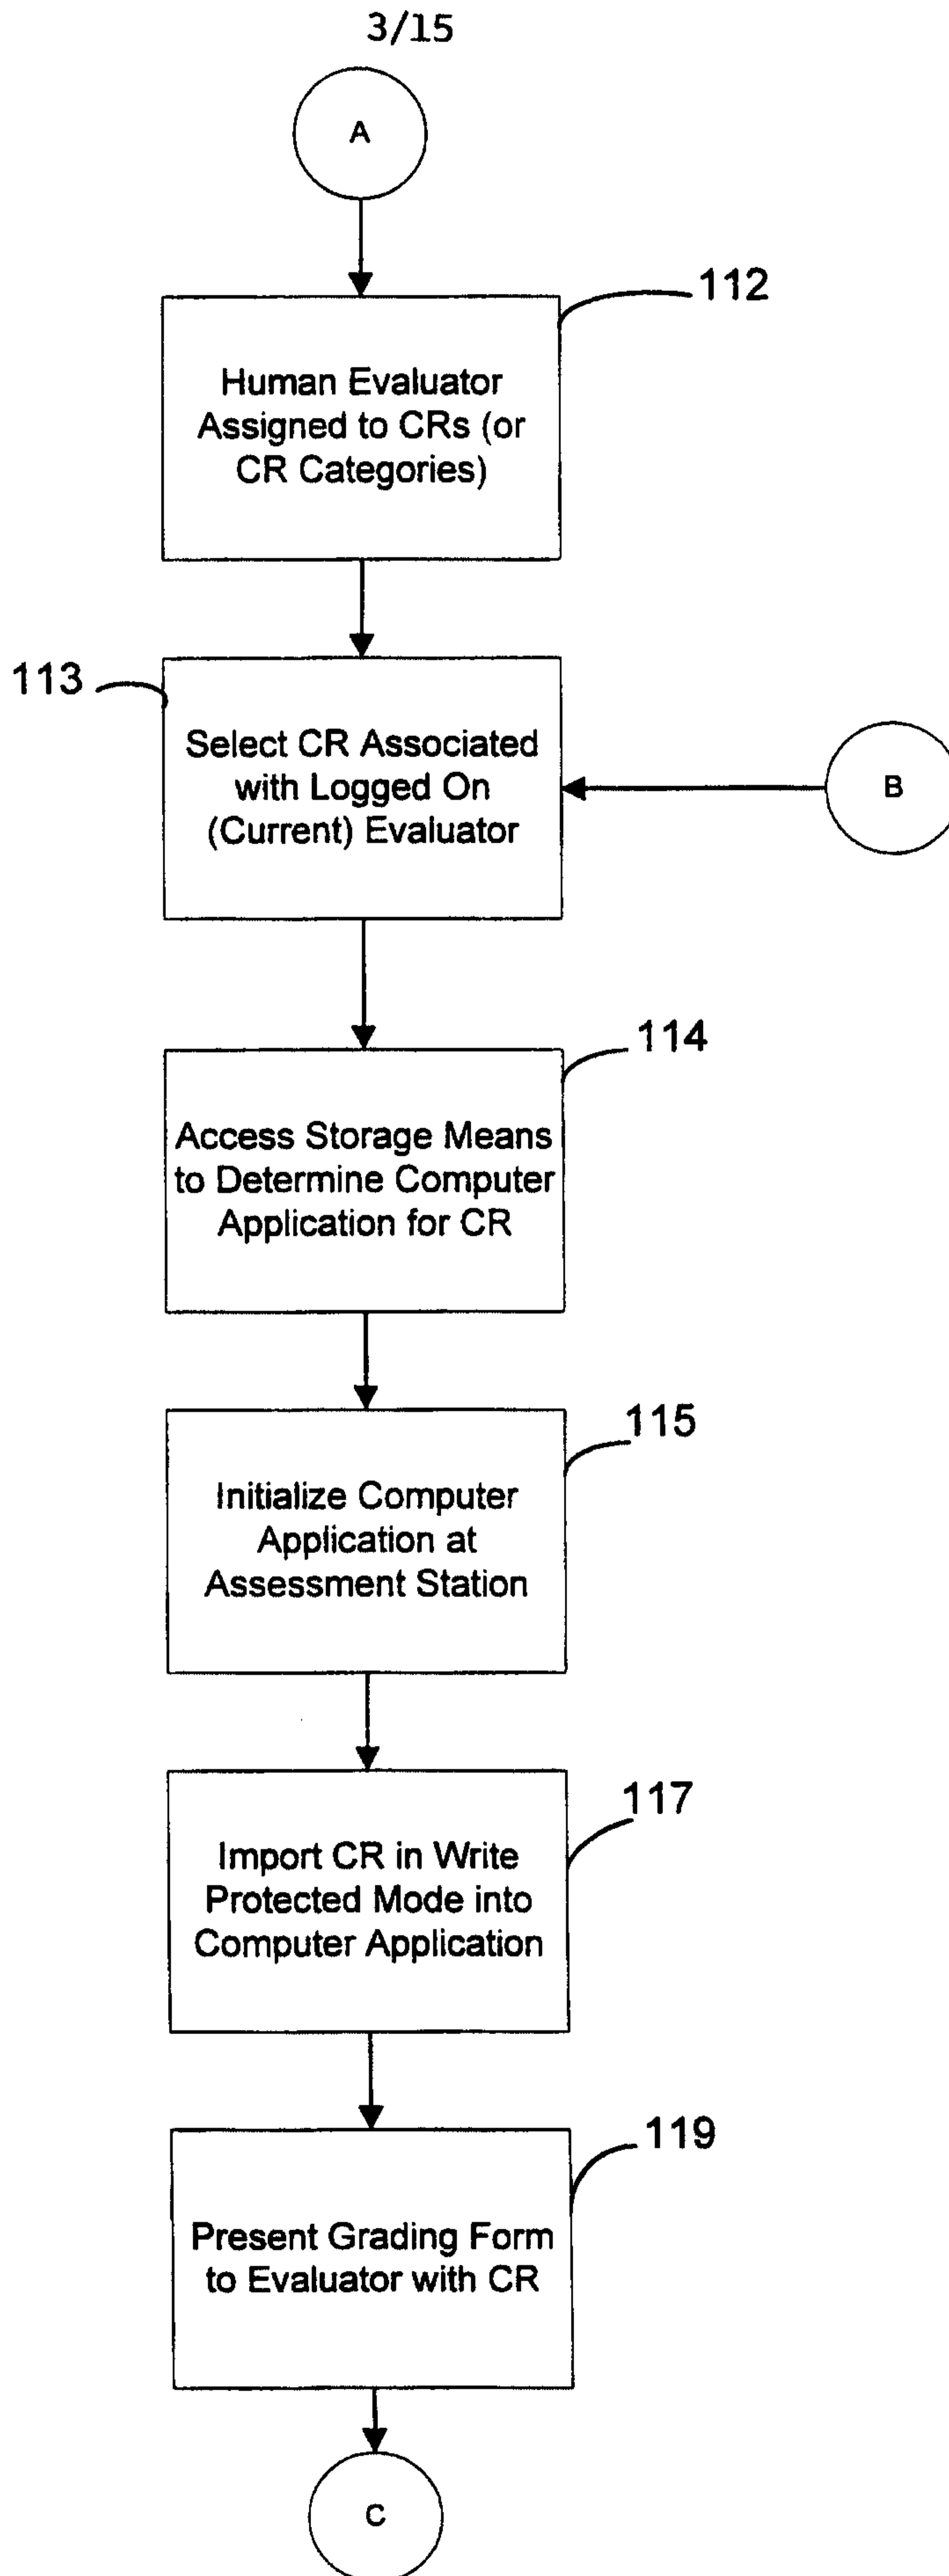 3/15
A
112
Human Evaluator
Assigned to CRs (or
CR Categories)
113
Select CR Associated
with Logged On
(Current) Evaluator
B
114
Access Storage Means
to Determine Computer
Application for CR
115
Initialize Computer
Application at
Assessment Station
117
Import CR in Write
Protected Mode into
Computer Application
119
Present Grading Form
to Evaluator with CR
C